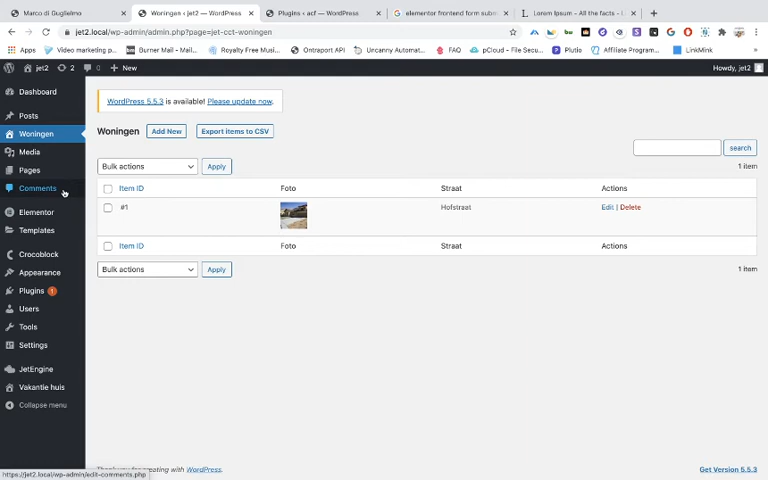 Marco di Guglielmo
Woningen ‹ jet2 — WordPress
Plugins ‹ acf — WordPress
elementor frontend form subm
Lorem Ipsum - All the facts - l
jet2.local/wp-admin/admin.php?page=jet-cct-woningen
Apps
Video marketing p...
Burner Mail - Mail...
Royalty Free Musi...
Ontraport API
Uncanny Automat...
FAQ
pCloud - File Secu...
Plutio
Affiliate Program...
LinkMink
jet2
2
0
New
Howdy, jet2
Dashboard
Posts
Woningen
Media
Pages
Comments
Elementor
Templates
Crocoblock
Appearance
Plugins 1
Users
Tools
Settings
JetEngine
Vakantie huis
Collapse menu
WordPress 5.5.3 is available! Please update now.
Woningen
Add New
Export items to CSV
search
Bulk actions
Apply
1 item
Item ID
Foto
Straat
Actions
#1
Hofstraat
Edit | Delete
Item ID
Foto
Straat
Actions
Bulk actions
Apply
1 item
Thank you for creating with WordPress.
Get Version 5.5.3
https://jet2.local/wp-admin/edit-comments.php